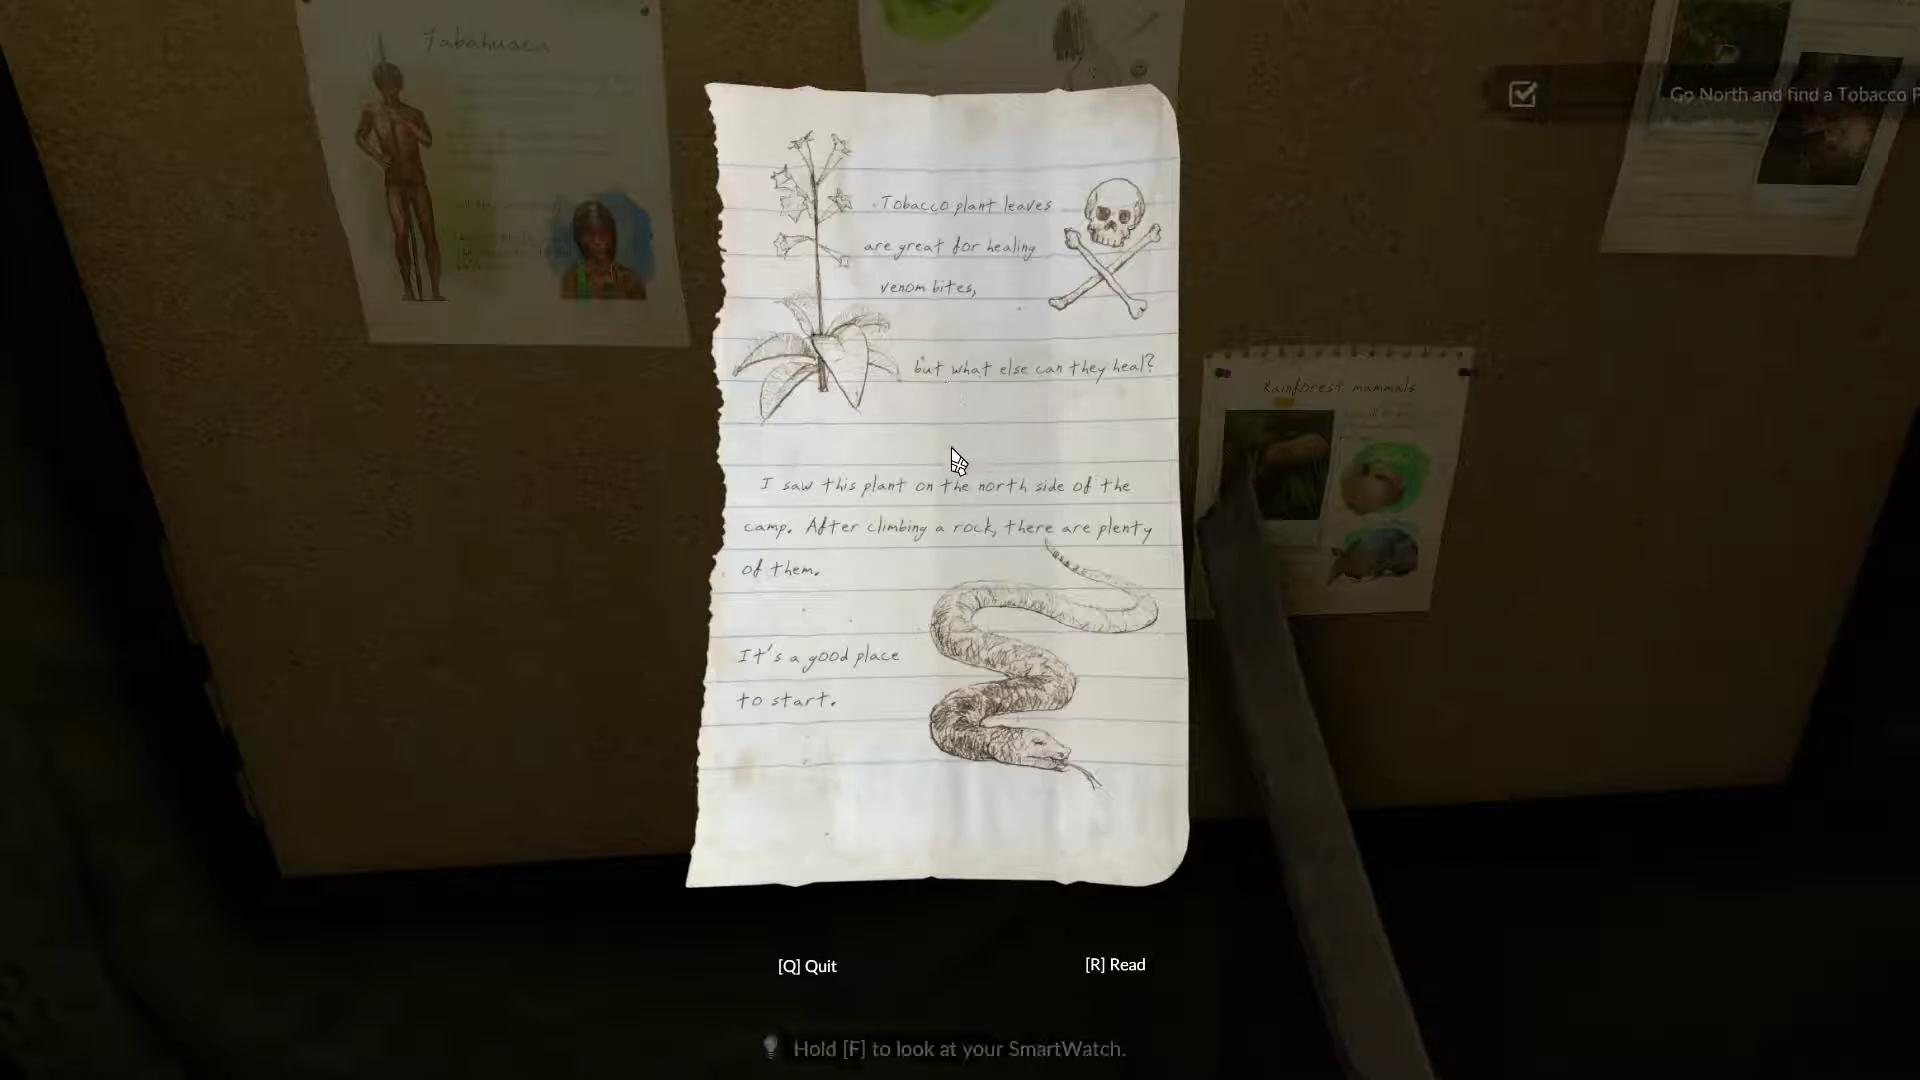 Yabahuaca
Go North and find a Tobacco P
Tobacco plant leaves
are great for healing
venom bites,
but what else can they heal?
Rainforest mammals
I saw this plant on the north side of the
camp. After climbing a rock, there are plenty
of them.
It's a good place
to start.
[Q] Quit
[R] Read
Hold [F] to look at your SmartWatch.